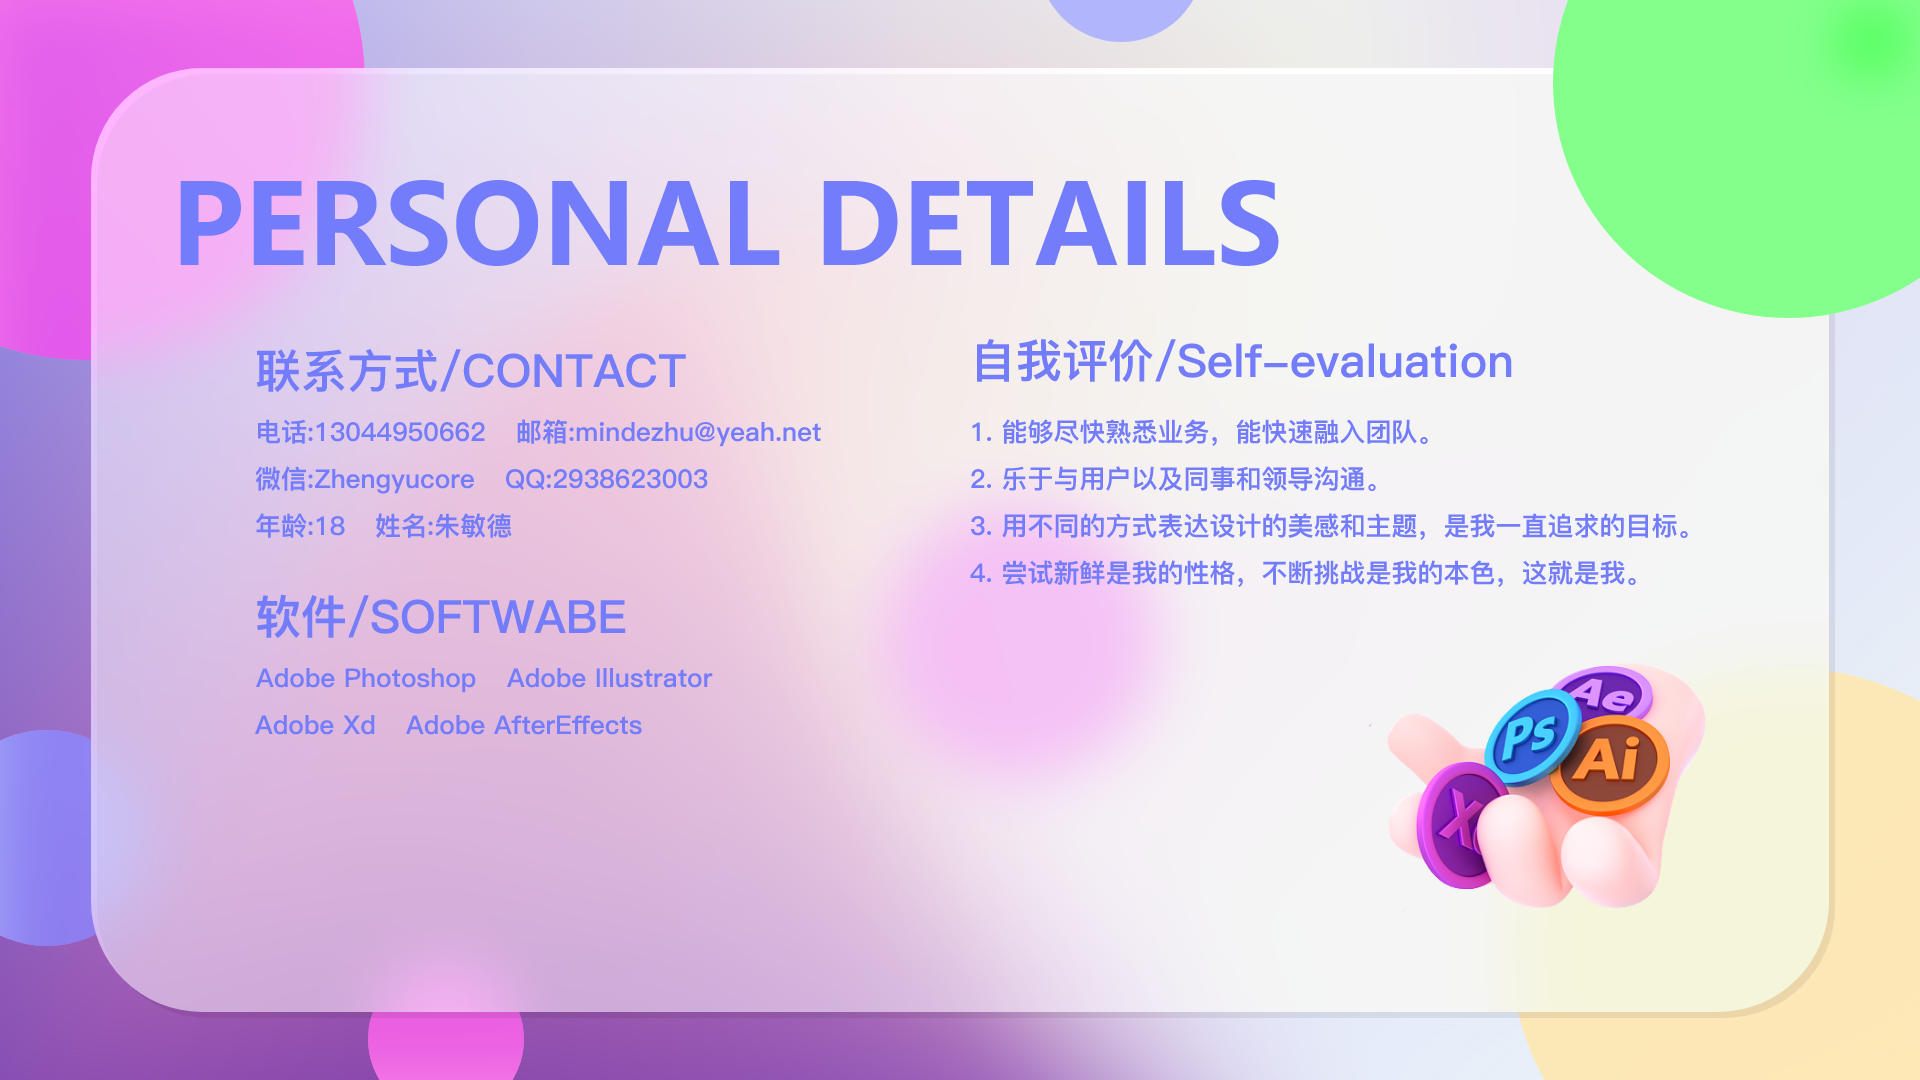 PERSONAL DETAILS
联系方式/CONTACT
电话:13044950662 邮箱:mindezhu@yeah.net
微信:Zhengyucore QQ:2938623003
年龄:18 姓名:朱敏德
软件/SOFTWABE
Adobe Photoshop Adobe Illustrator
Adobe Xd Adobe AfterEffects
自我评价/Self-evaluation
1. 能够尽快熟悉业务，能快速融入团队。
2. 乐于与用户以及同事和领导沟通。
3. 用不同的方式表达设计的美感和主题，是我一直追求的目标。
4. 尝试新鲜是我的性格，不断挑战是我的本色，这就是我。
Ae
Ps
Ai